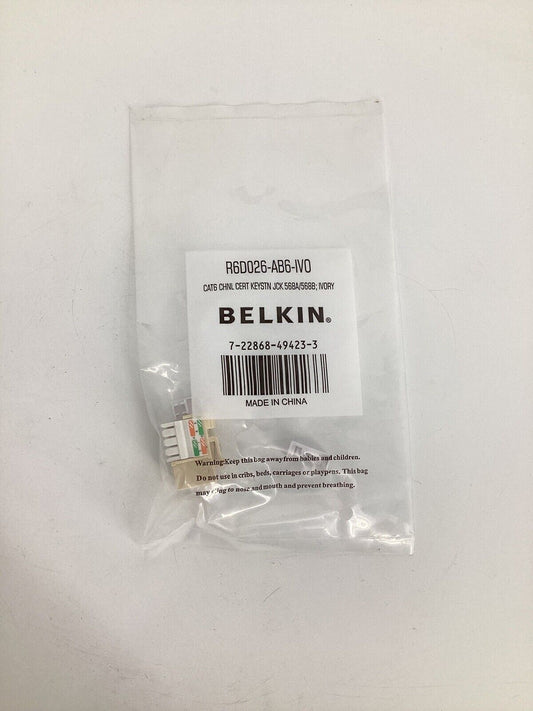 R6D026-AB6-IVO
CAT6 CHNL CERT KEYSTN JCK 568A/568B; IVORY
BELKIN®
7-22868-49423-3
MADE IN CHINA
Warning:Keep this bag away from babies and children.
Do not use in cribs, beds, carriages or playpens. This bag
may cling to nose and mouth and prevent breathing.